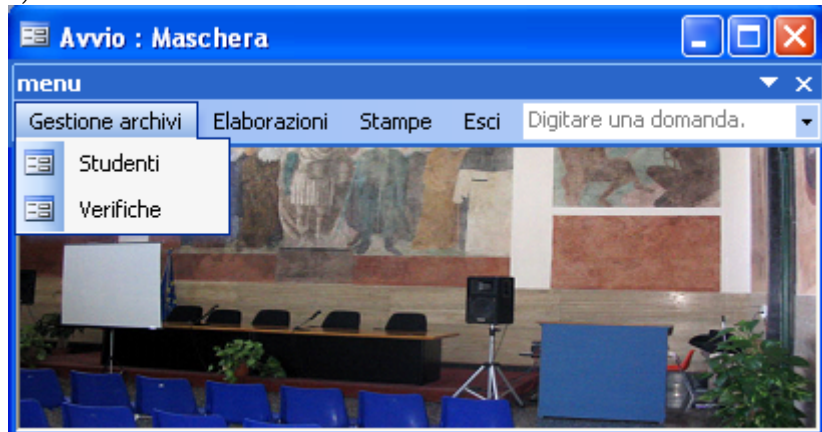 Avvio : Maschera
menu
Gestione archivi Elaborazioni Stampe Esci Digitare una domanda.
Studenti
Verifiche